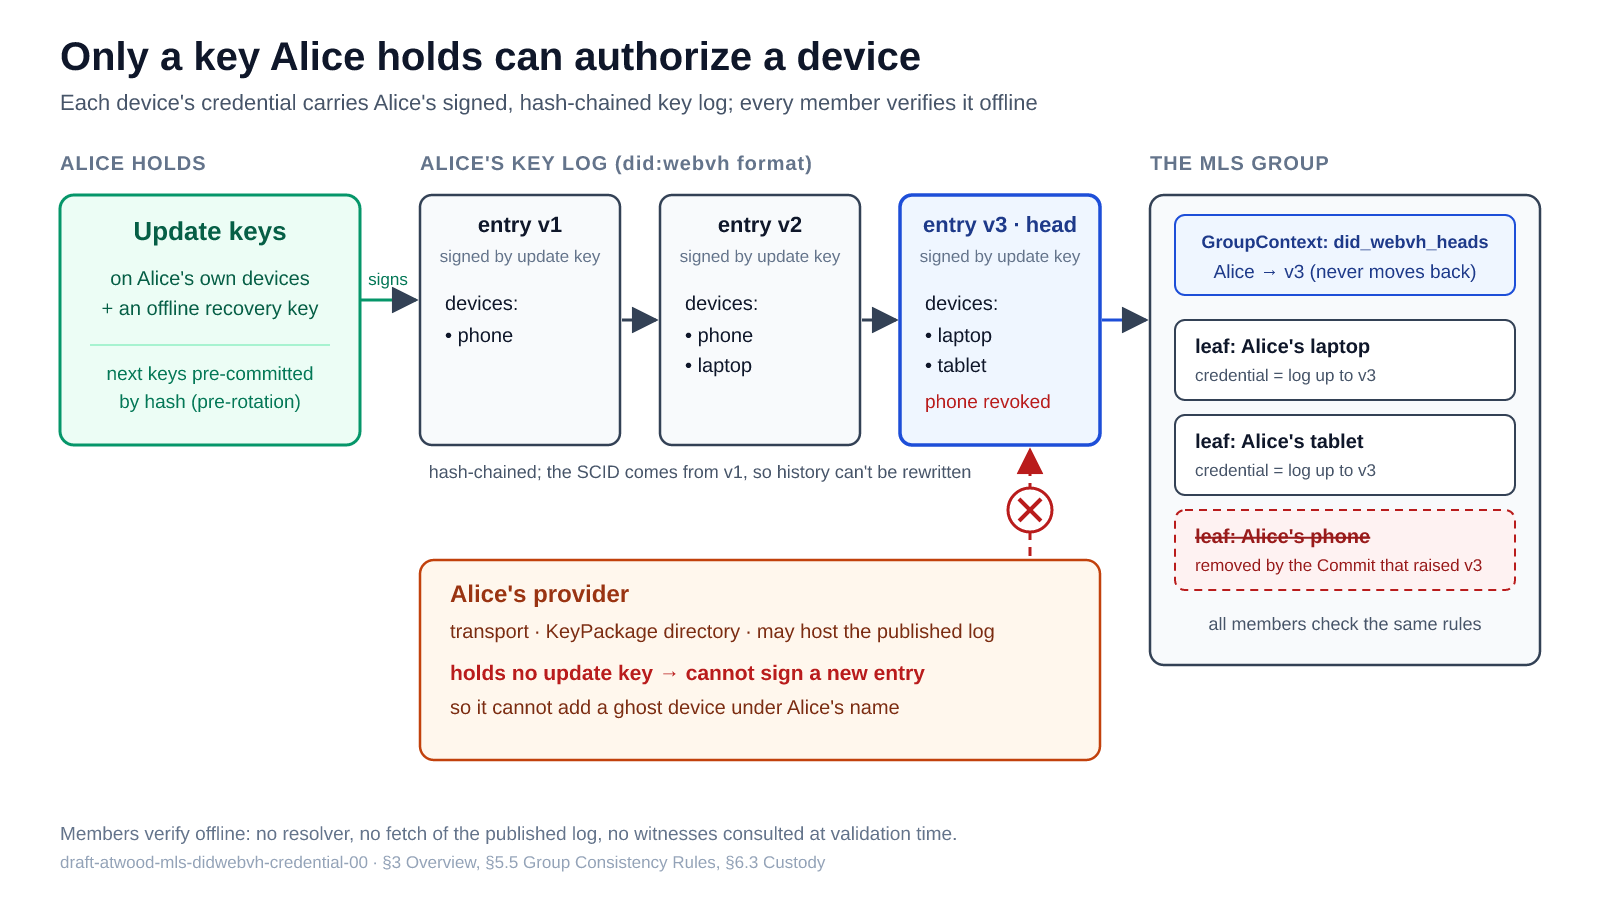 Only a key Alice holds can authorize a device
Each device's credential carries Alice's signed, hash-chained key log; every member verifies it offline
ALICE HOLDS
Update keys
on Alice's own devices
+ an offline recovery key
next keys pre-committed
by hash (pre-rotation)
signs
ALICE'S KEY LOG (did:webvh format)
entry v1
signed by update key
devices:
• phone
entry v2
signed by update key
devices:
• phone
• laptop
entry v3 · head
signed by update key
devices:
• laptop
• tablet
phone revoked
hash-chained; the SCID comes from v1, so history can't be rewritten
Alice's provider
transport · KeyPackage directory · may host the published log
holds no update key → cannot sign a new entry
so it cannot add a ghost device under Alice's name
THE MLS GROUP
GroupContext: did_webvh_heads
Alice → v3 (never moves back)
leaf: Alice's laptop
credential = log up to v3
leaf: Alice's tablet
credential = log up to v3
leaf: Alice's phone
removed by the Commit that raised v3
all members check the same rules
Members verify offline: no resolver, no fetch of the published log, no witnesses consulted at validation time.
draft-atwood-mls-didwebvh-credential-00 · §3 Overview, §5.5 Group Consistency Rules, §6.3 Custody